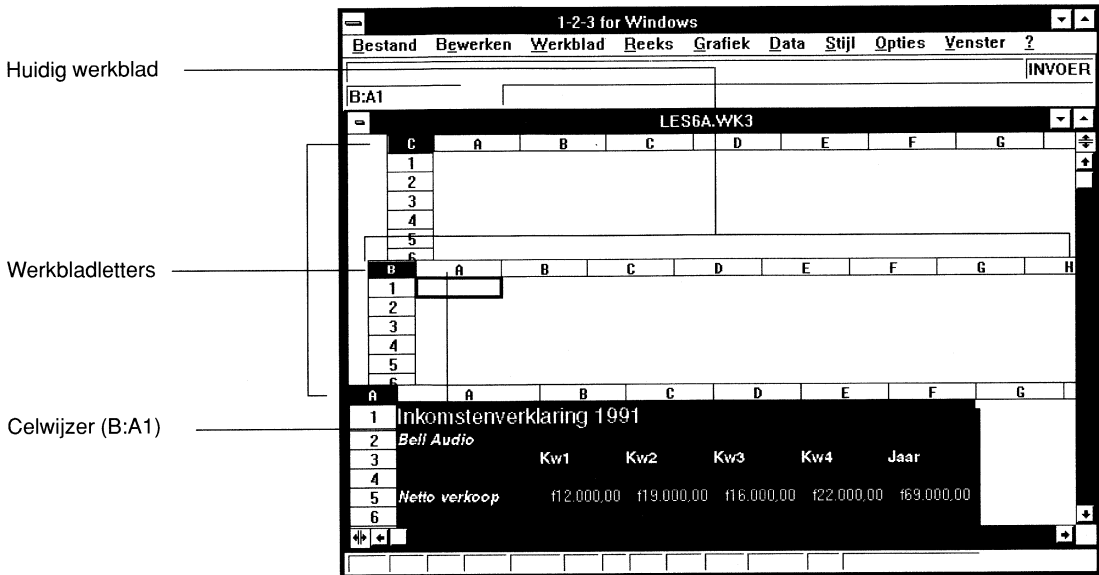 1-2-3 for Windows
Bestand Bewerken Werkblad Reeks Grafiek Data Stijl Opties Venster ?
Huidig werkblad
INVOER
B:A1
LES6A.WK3
C A B C D E F G
1
2
3
4
5
6
Werkbladletters
B A B C D E F G H
1
2
3
4
5
6
A A B C D E F G
1 Inkomstenverklaring 1991
Celwijzer (B:A1)
2 Bell Audio
3 Kw1 Kw2 Kw3 Kw4 Jaar
4
5 Netto verkoop f12.000,00 f19.000,00 f16.000,00 f22.000,00 f69.000,00
6